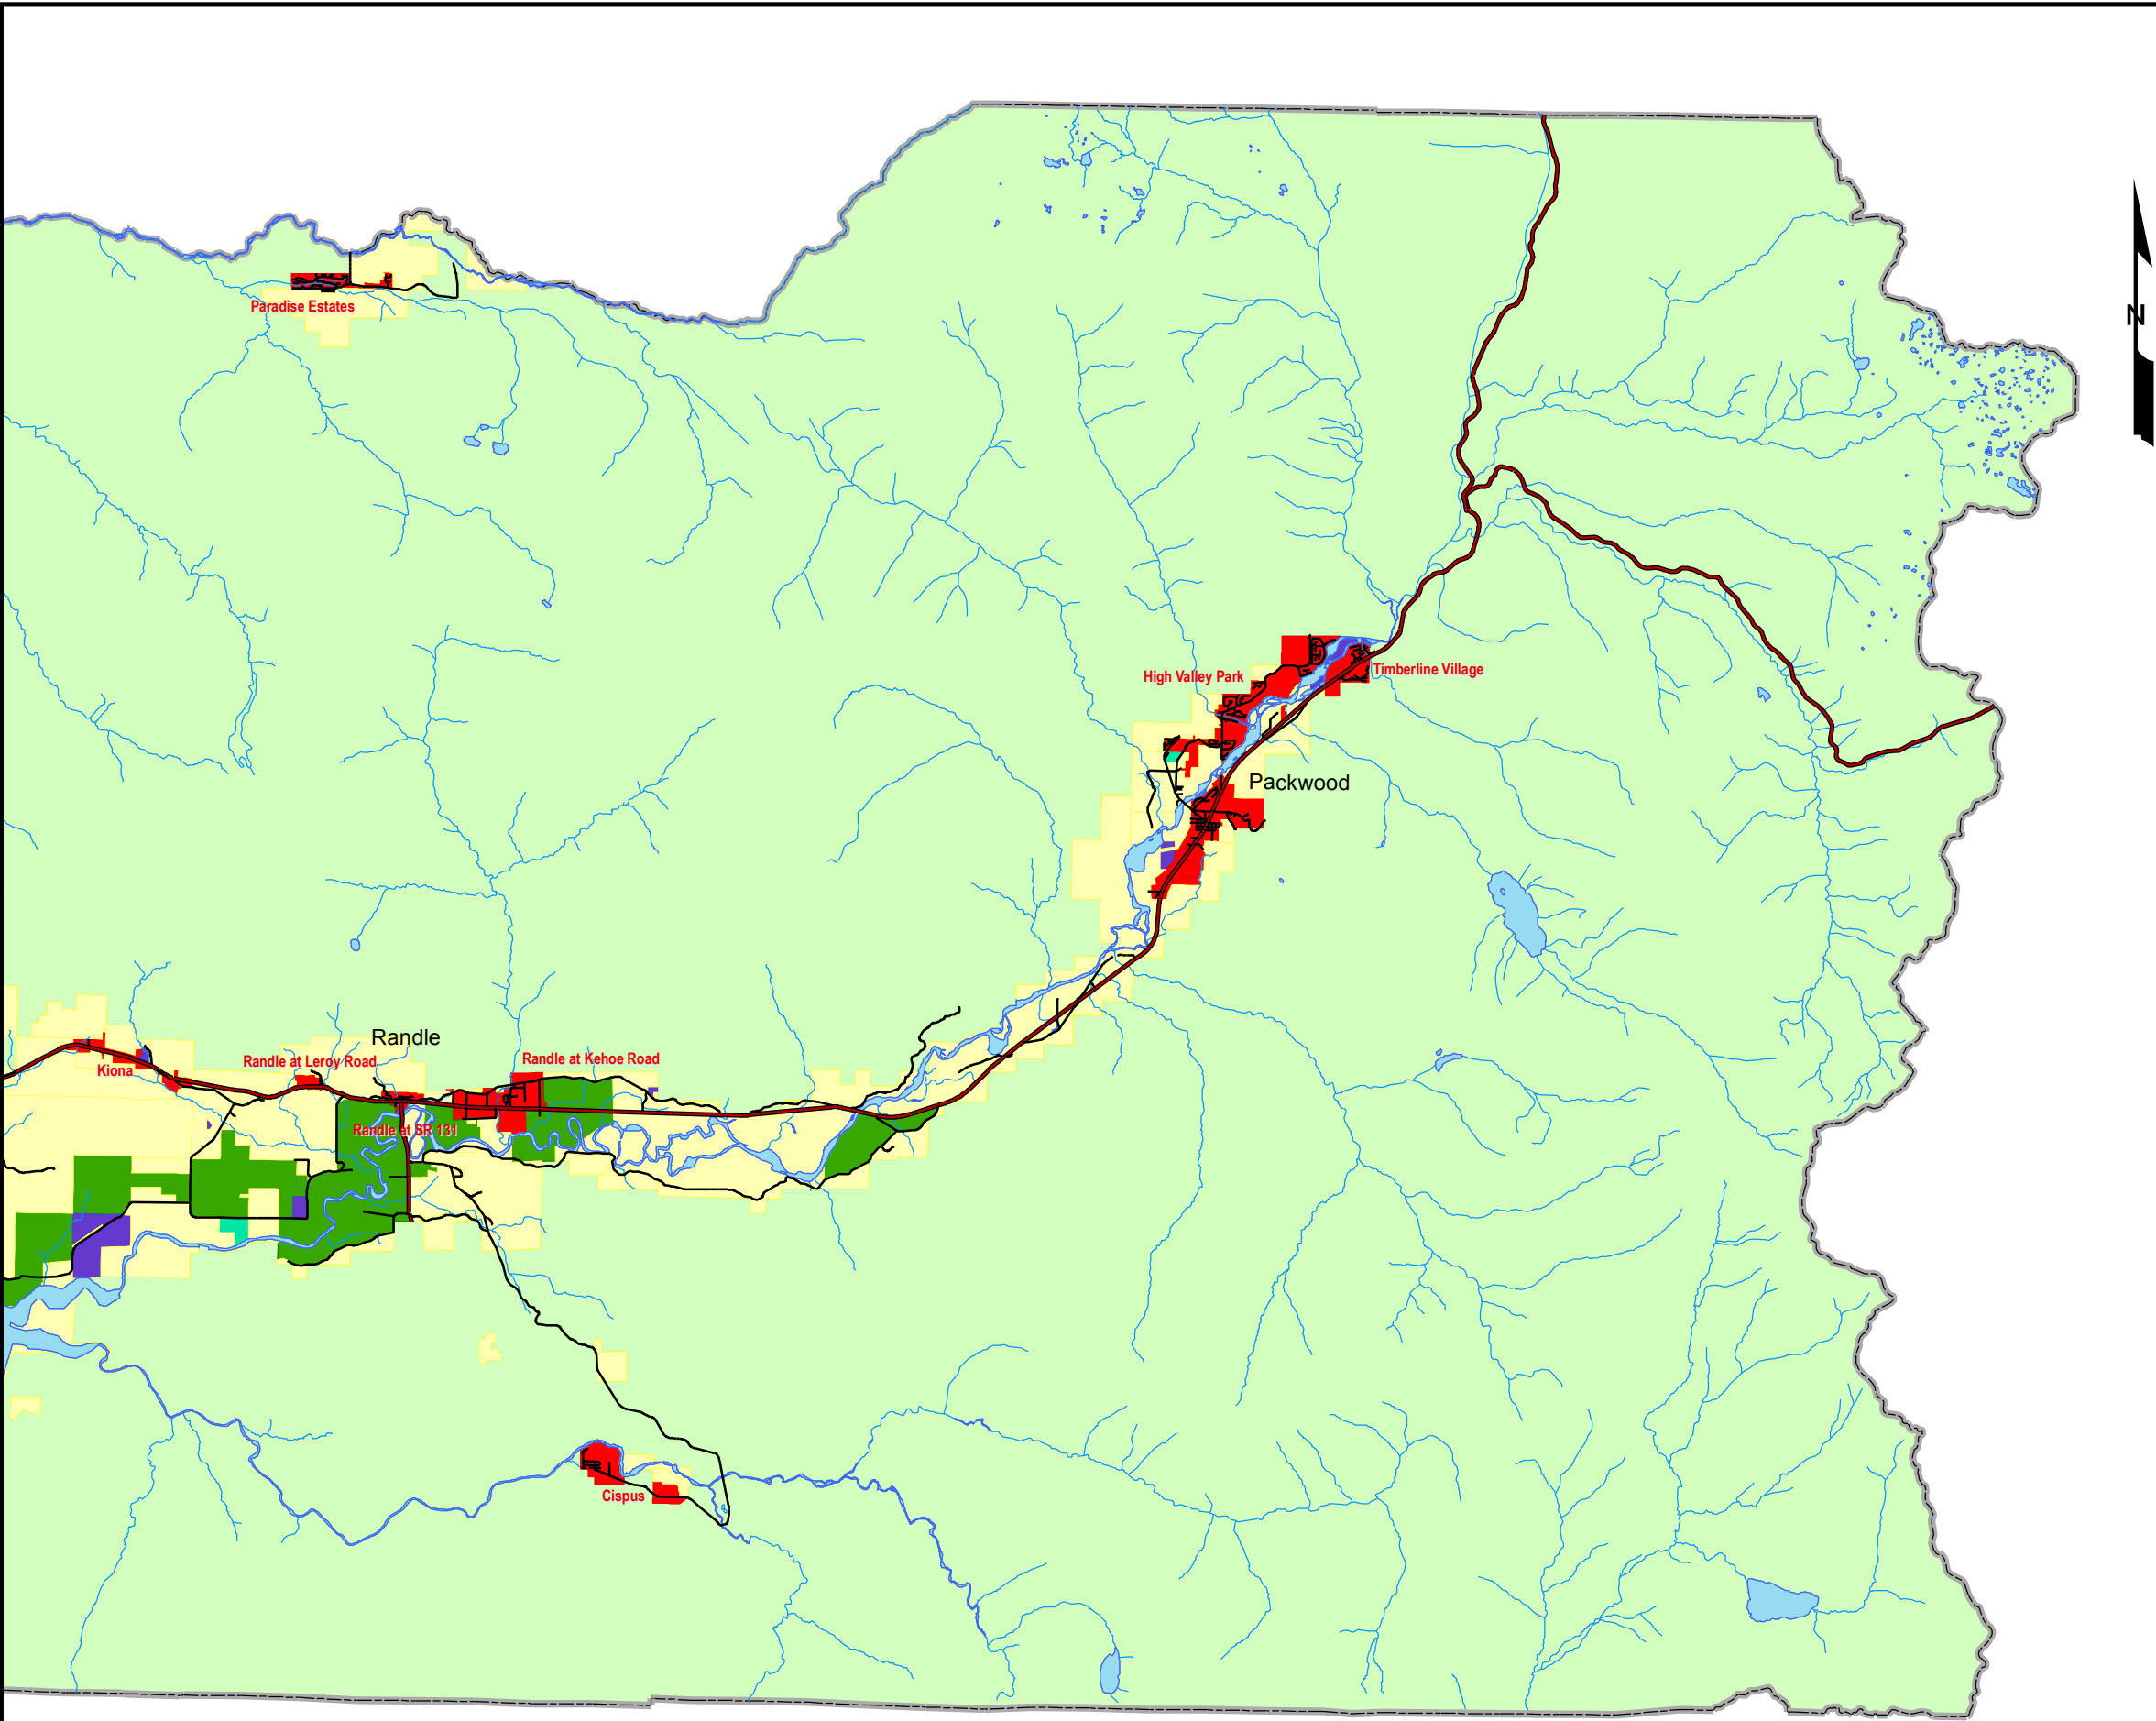 N
Paradise Estates
High Valley Park
Timberline Village
Packwood
Randle
Kiona
Randle at Leroy Road
Randle at Kehoe Road
Randle at SR 131
Cispus